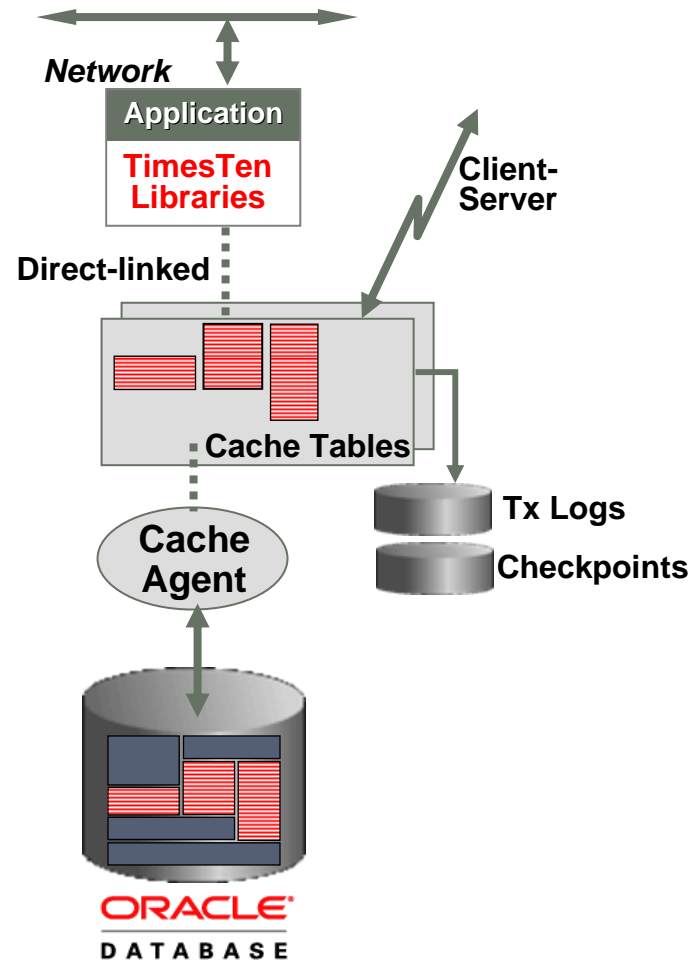 Network
Application
TimesTen
Libraries
Client-
Server
Direct-linked
Cache Tables
Tx Logs
Checkpoints
Cache
Agent
ORACLE®
DATABASE